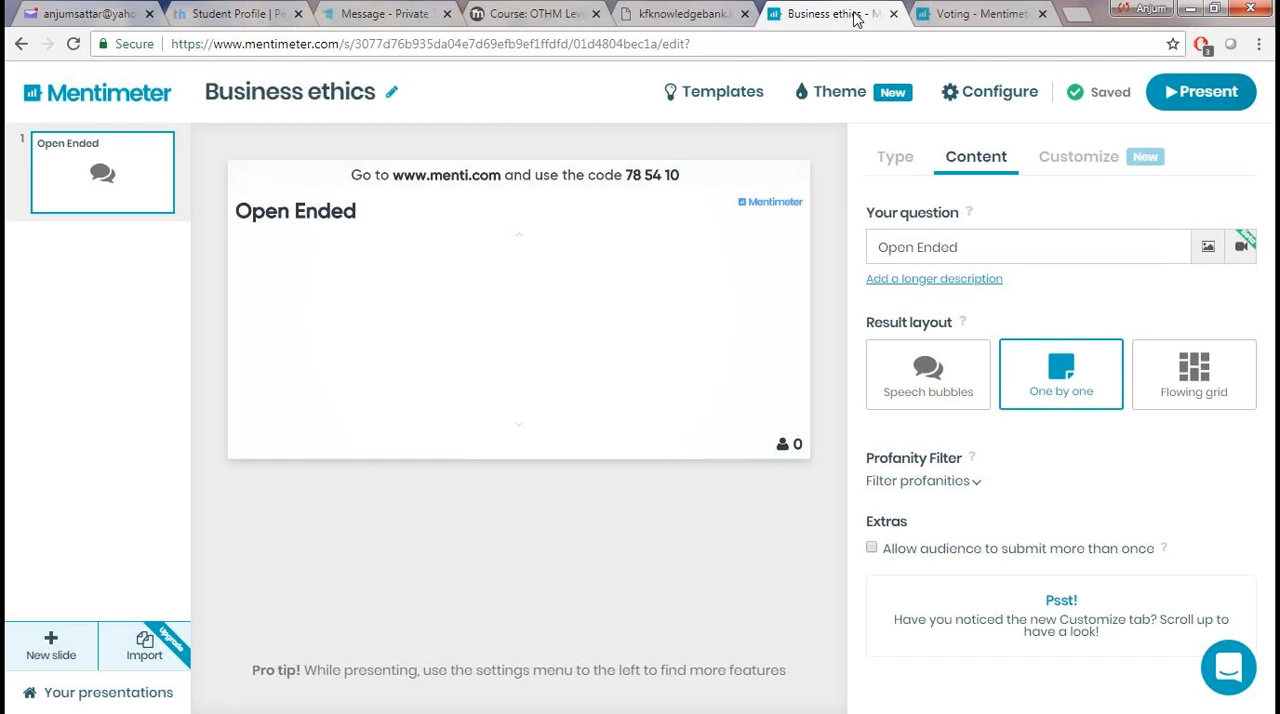 anjumsattar@yaho
Student Profile | Pe
Message - Private T
Course: OTHM Lev
kfknowledgebank.k
Business ethics - M
Voting - Mentimete
Anjum
Secure
https://www.mentimeter.com/s/3077d76b935da04e7d69efb9ef1ffdfd/01d4804bec1a/edit?
3
Mentimeter
Business ethics
Templates
Theme
New
Configure
Saved
Present
1
Open Ended
Go to www.menti.com and use the code 78 54 10
Open Ended
Mentimeter
0
Type
Content
Customize
New
Your question ?
Open Ended
Add a longer description
Result layout ?
Speech bubbles
One by one
Flowing grid
Profanity Filter ?
Filter profanities
Extras
Allow audience to submit more than once ?
Psst!
Have you noticed the new Customize tab? Scroll up to
have a look!
New slide
Import
Upgrade
Your presentations
Pro tip! While presenting, use the settings menu to the left to find more features